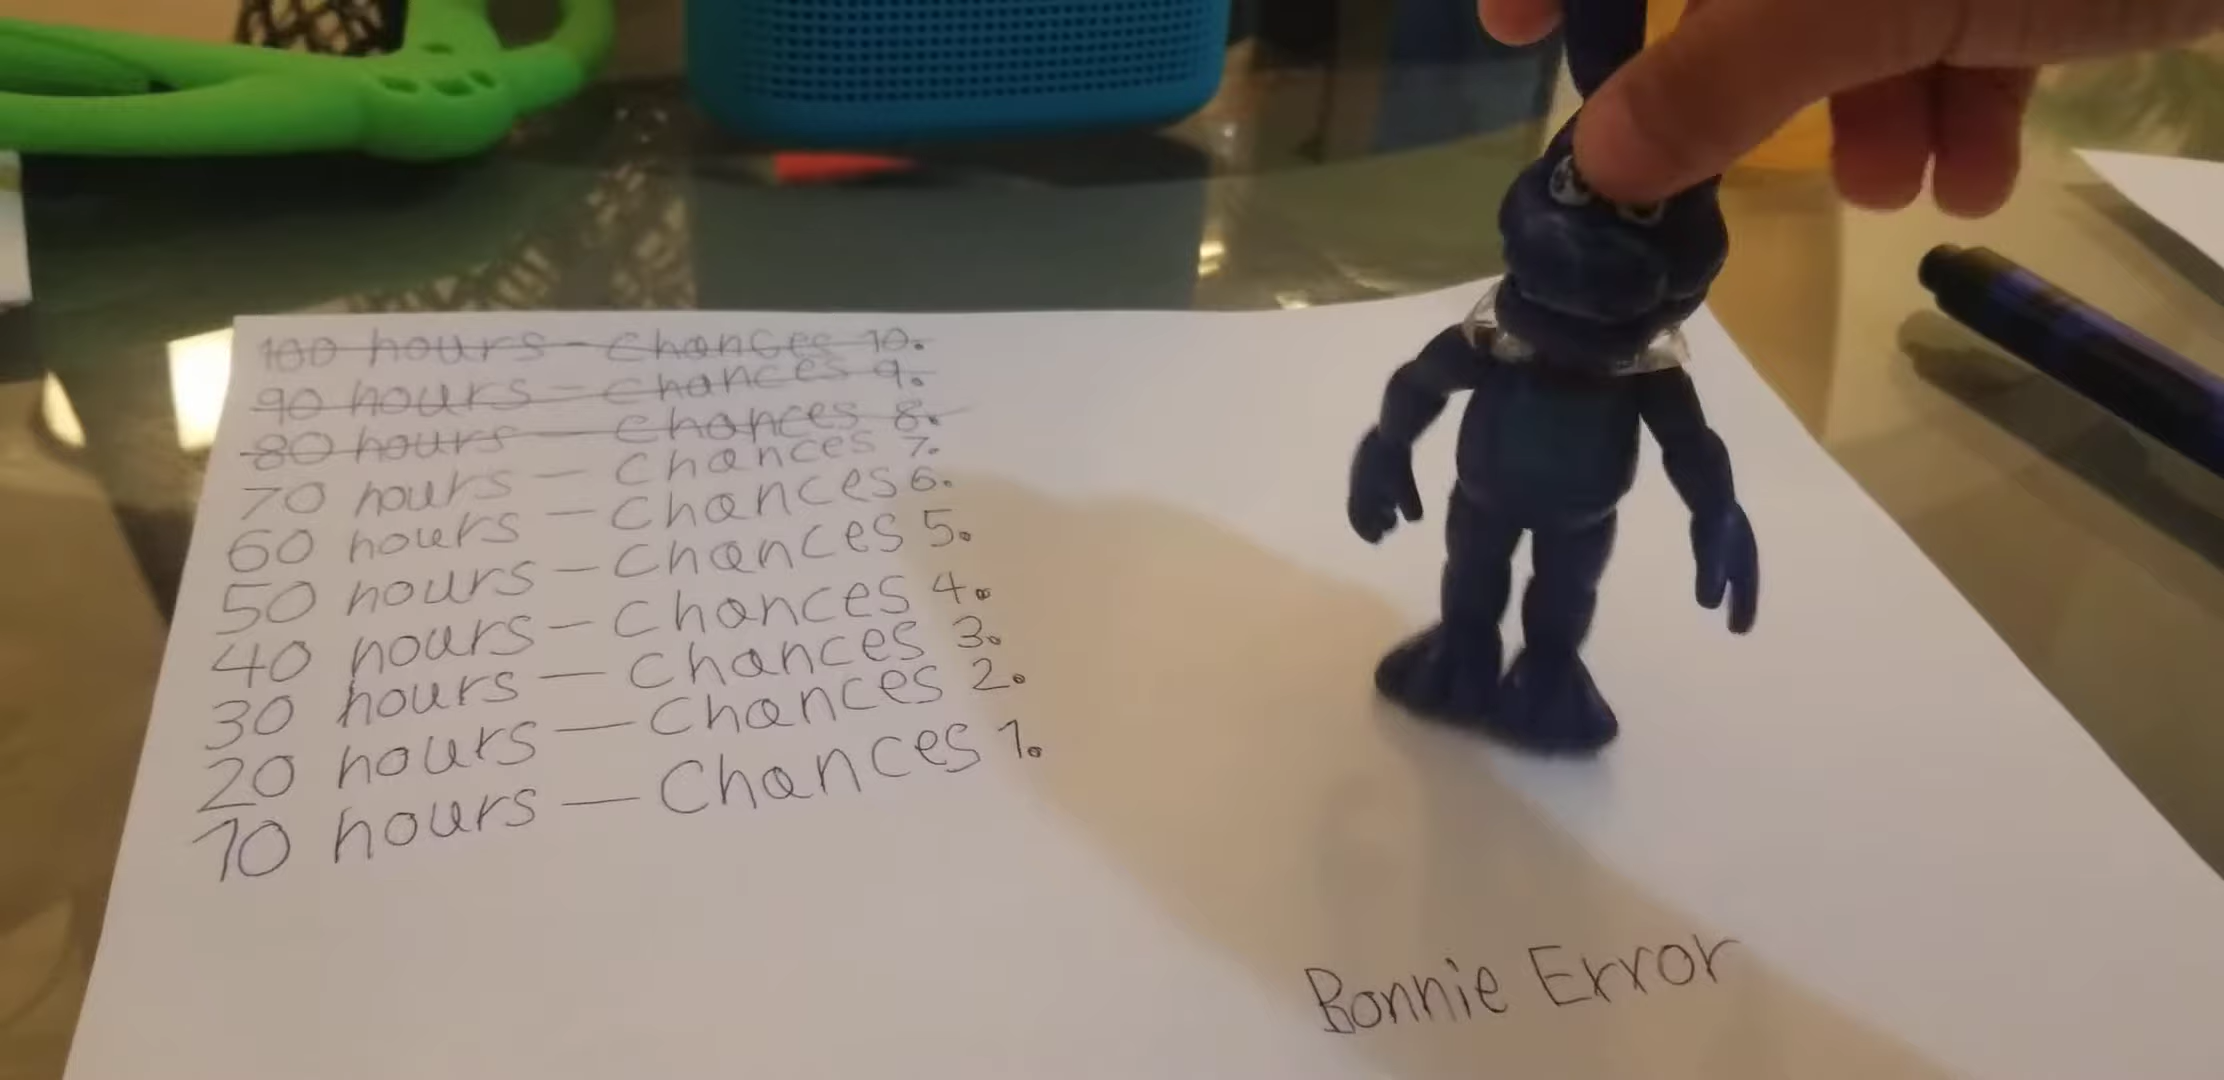 100 hours - Chances 10.
90 hours - Chances 9.
80 hours - Chances 8.
70 hours - Chances 7.
60 hours - Chances 6.
50 hours - Chances 5.
40 hours - Chances 4.
30 hours - Chances 3.
20 hours - Chances 2.
10 hours - Chances 1.
Bonnie Error